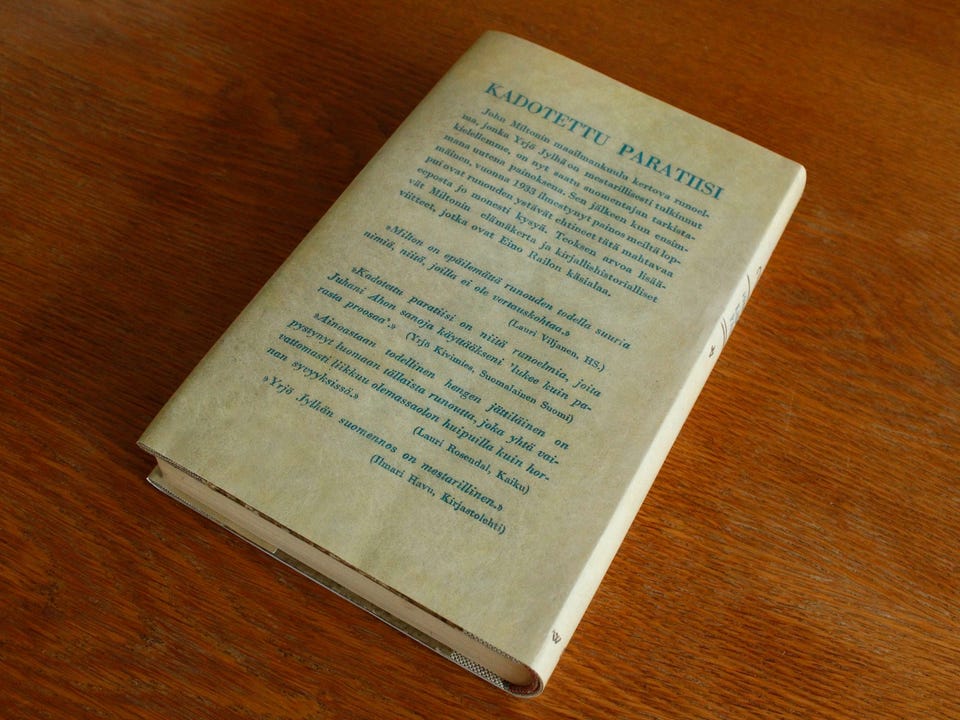 KADOTETTU PARATIISI
John Miltonin maailmankuulu kertova runoel-
ma, jonka Yrjö Jylhä on mestarillisesti tulkinnut
kielellemme, on nyt saatu suomentajan tarkista-
mana uutena painoksena. Sen jälkeen kun ensim-
mäinen, vuonna 1933 ilmestynyt painos meiltä lop-
pui ovat runouden ystävät ehtineet tätä mahtavaa
eeposta jo monesti kysyä. Teoksen arvoa lisää-
vät Miltonin elämäkerta ja kirjallishistorialliset
viitteet, jotka ovat Eino Railon käsialaa.
»Milton on epäilemättä runouden todella suuria
nimiä, niitä, joilla ei ole vertauskohtaa.»
(Lauri Viljanen, HS.)
»Kadotettu paratiisi on niitä runoelmia, joita
Juhani Ahon sanoja käyttääkseni 'lukee kuin pa-
rasta proosaa'.» (Yrjö Kivimies, Suomalainen Suomi)
»Ainoastaan todellinen hengen jättiläinen on
pystynyt luomaan tällaista runoutta, joka yhtä vai-
vattomasti liikkuu olemassaolon huipuilla kuin hor-
nan syvyyksissä.»
(Lauri Rosendal, Kaiku)
»Yrjö Jylhän suomennos on mestarillinen.»
(Ilmari Havu, Kirjastolehti)
W